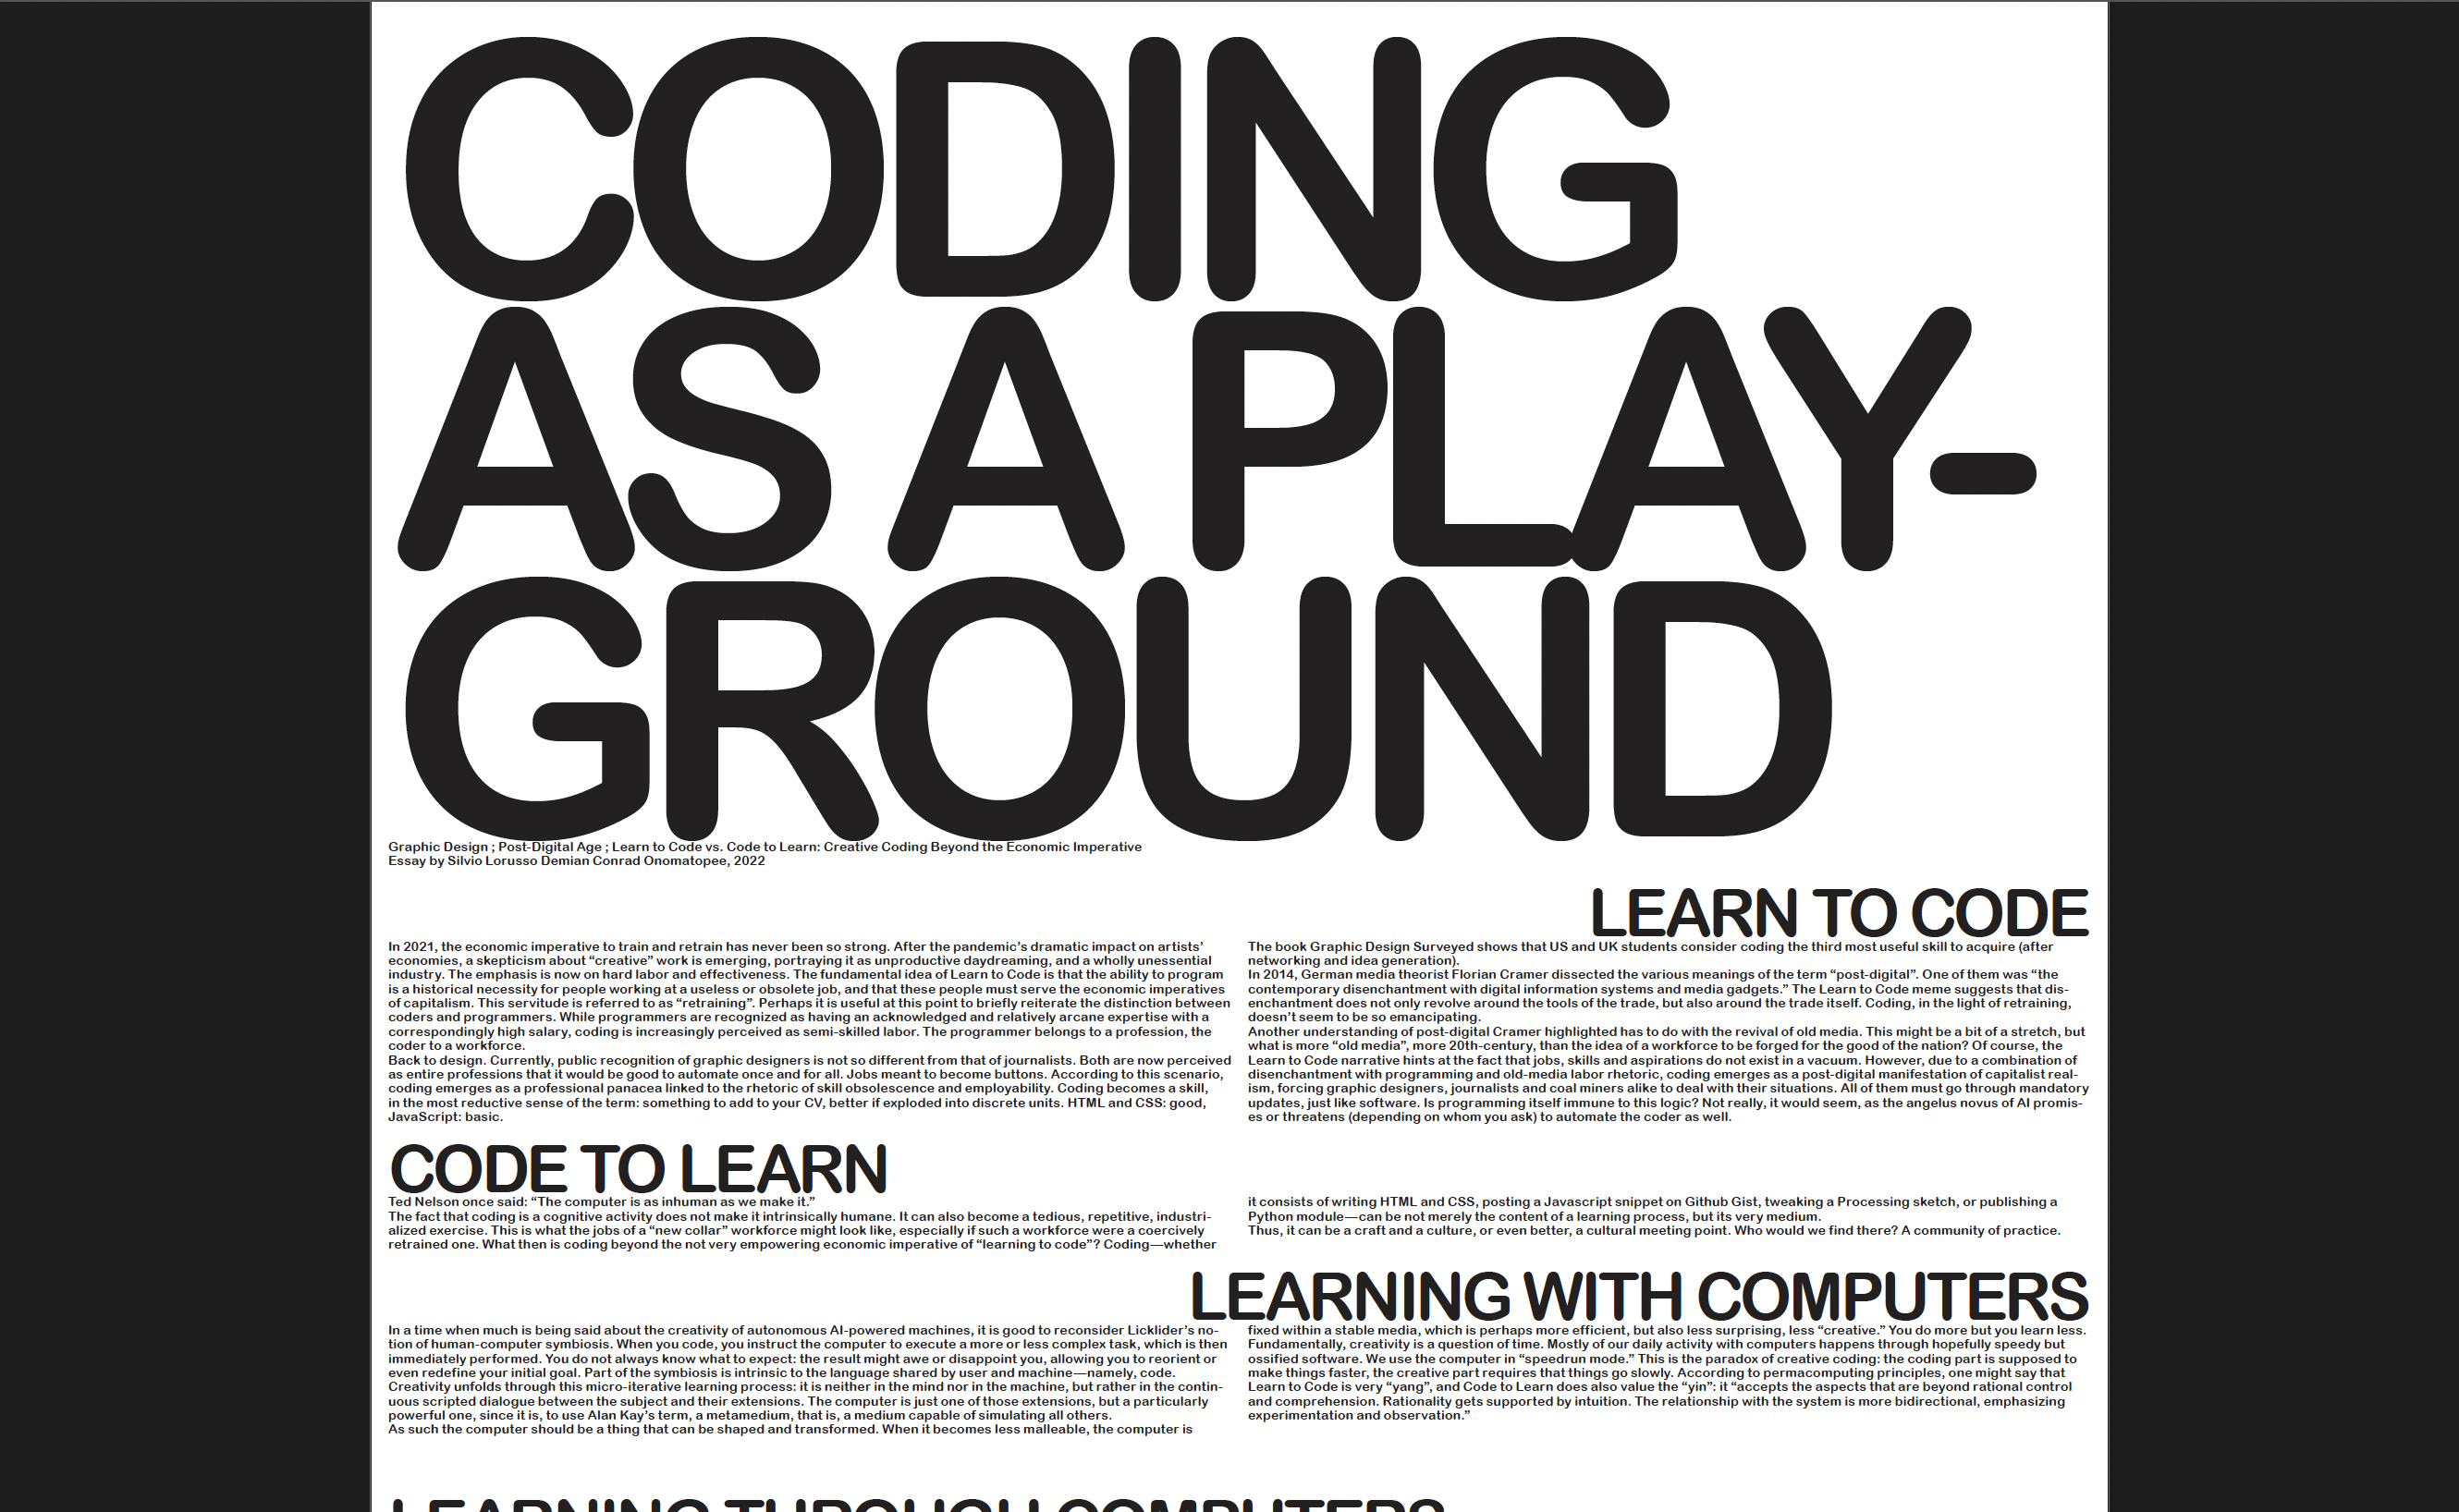 CODING
AS A PLAY-
GROUND
Graphic Design ; Post-Digital Age ; Learn to Code vs. Code to Learn: Creative Coding Beyond the Economic Imperative
Essay by Silvio Lorusso Demian Conrad Onomatopee, 2022
LEARN TO CODE
In 2021, the economic imperative to train and retrain has never been so strong. After the pandemic’s dramatic impact on artists’
economies, a skepticism about “creative” work is emerging, portraying it as unproductive daydreaming, and a wholly unessential
industry. The emphasis is now on hard labor and effectiveness. The fundamental idea of Learn to Code is that the ability to program
is a historical necessity for people working at a useless or obsolete job, and that these people must serve the economic imperatives
of capitalism. This servitude is referred to as “retraining”. Perhaps it is useful at this point to briefly reiterate the distinction between
coders and programmers. While programmers are recognized as having an acknowledged and relatively arcane expertise with a
correspondingly high salary, coding is increasingly perceived as semi-skilled labor. The programmer belongs to a profession, the
coder to a workforce.
Back to design. Currently, public recognition of graphic designers is not so different from that of journalists. Both are now perceived
as entire professions that it would be good to automate once and for all. Jobs meant to become buttons. According to this scenario,
coding emerges as a professional panacea linked to the rhetoric of skill obsolescence and employability. Coding becomes a skill,
in the most reductive sense of the term: something to add to your CV, better if exploded into discrete units. HTML and CSS: good,
JavaScript: basic.
The book Graphic Design Surveyed shows that US and UK students consider coding the third most useful skill to acquire (after
networking and idea generation).
In 2014, German media theorist Florian Cramer dissected the various meanings of the term “post-digital”. One of them was “the
contemporary disenchantment with digital information systems and media gadgets.” The Learn to Code meme suggests that dis-
enchantment does not only revolve around the tools of the trade, but also around the trade itself. Coding, in the light of retraining,
doesn’t seem to be so emancipating.
Another understanding of post-digital Cramer highlighted has to do with the revival of old media. This might be a bit of a stretch, but
what is more “old media”, more 20th-century, than the idea of a workforce to be forged for the good of the nation? Of course, the
Learn to Code narrative hints at the fact that jobs, skills and aspirations do not exist in a vacuum. However, due to a combination of
disenchantment with programming and old-media labor rhetoric, coding emerges as a post-digital manifestation of capitalist real-
ism, forcing graphic designers, journalists and coal miners alike to deal with their situations. All of them must go through mandatory
updates, just like software. Is programming itself immune to this logic? Not really, it would seem, as the angelus novus of AI promis-
es or threatens (depending on whom you ask) to automate the coder as well.
CODE TO LEARN
Ted Nelson once said: “The computer is as inhuman as we make it.”
The fact that coding is a cognitive activity does not make it intrinsically humane. It can also become a tedious, repetitive, industri-
alized exercise. This is what the jobs of a “new collar” workforce might look like, especially if such a workforce were a coercively
retrained one. What then is coding beyond the not very empowering economic imperative of “learning to code”? Coding—whether
it consists of writing HTML and CSS, posting a Javascript snippet on Github Gist, tweaking a Processing sketch, or publishing a
Python module—can be not merely the content of a learning process, but its very medium.
Thus, it can be a craft and a culture, or even better, a cultural meeting point. Who would we find there? A community of practice.
LEARNING WITH COMPUTERS
In a time when much is being said about the creativity of autonomous AI-powered machines, it is good to reconsider Licklider’s no-
tion of human-computer symbiosis. When you code, you instruct the computer to execute a more or less complex task, which is then
immediately performed. You do not always know what to expect: the result might awe or disappoint you, allowing you to reorient or
even redefine your initial goal. Part of the symbiosis is intrinsic to the language shared by user and machine—namely, code.
Creativity unfolds through this micro-iterative learning process: it is neither in the mind nor in the machine, but rather in the contin-
uous scripted dialogue between the subject and their extensions. The computer is just one of those extensions, but a particularly
powerful one, since it is, to use Alan Kay’s term, a metamedium, that is, a medium capable of simulating all others.
As such the computer should be a thing that can be shaped and transformed. When it becomes less malleable, the computer is
fixed within a stable media, which is perhaps more efficient, but also less surprising, less “creative.” You do more but you learn less.
Fundamentally, creativity is a question of time. Mostly of our daily activity with computers happens through hopefully speedy but
ossified software. We use the computer in “speedrun mode.” This is the paradox of creative coding: the coding part is supposed to
make things faster, the creative part requires that things go slowly. According to permacomputing principles, one might say that
Learn to Code is very “yang”, and Code to Learn does also value the “yin”: it “accepts the aspects that are beyond rational control
and comprehension. Rationality gets supported by intuition. The relationship with the system is more bidirectional, emphasizing
experimentation and observation.”
LEARNING THROUGH COMPUTERS